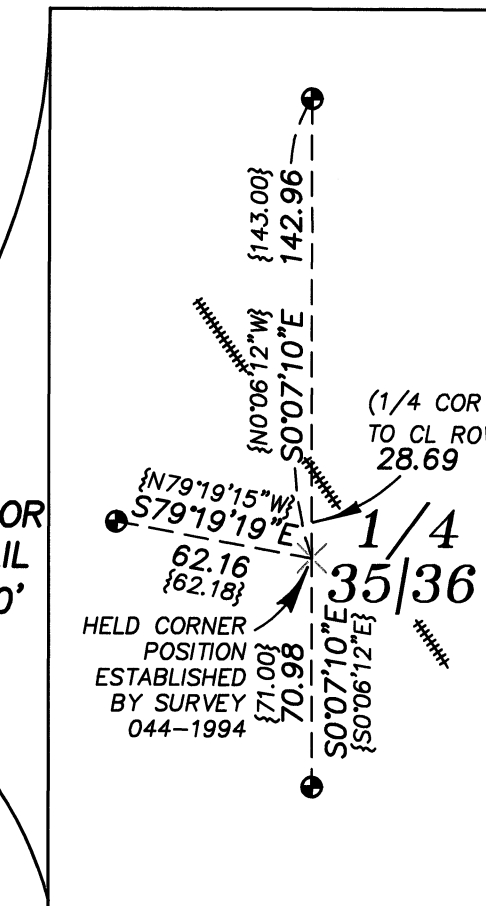 {143.00}
142.96
{N0°06'12"W}
S0°07'10"E
(1/4 COR
TO CL ROW
28.69
{N79°19'15"W}
S79°19'19"E
62.16
{62.18}
1/4
35|36
OR
IL
0'
HELD CORNER
POSITION
ESTABLISHED
BY SURVEY
044-1994
{71.00}
70.98
S0°07'10"E
{S0°06'12"E}